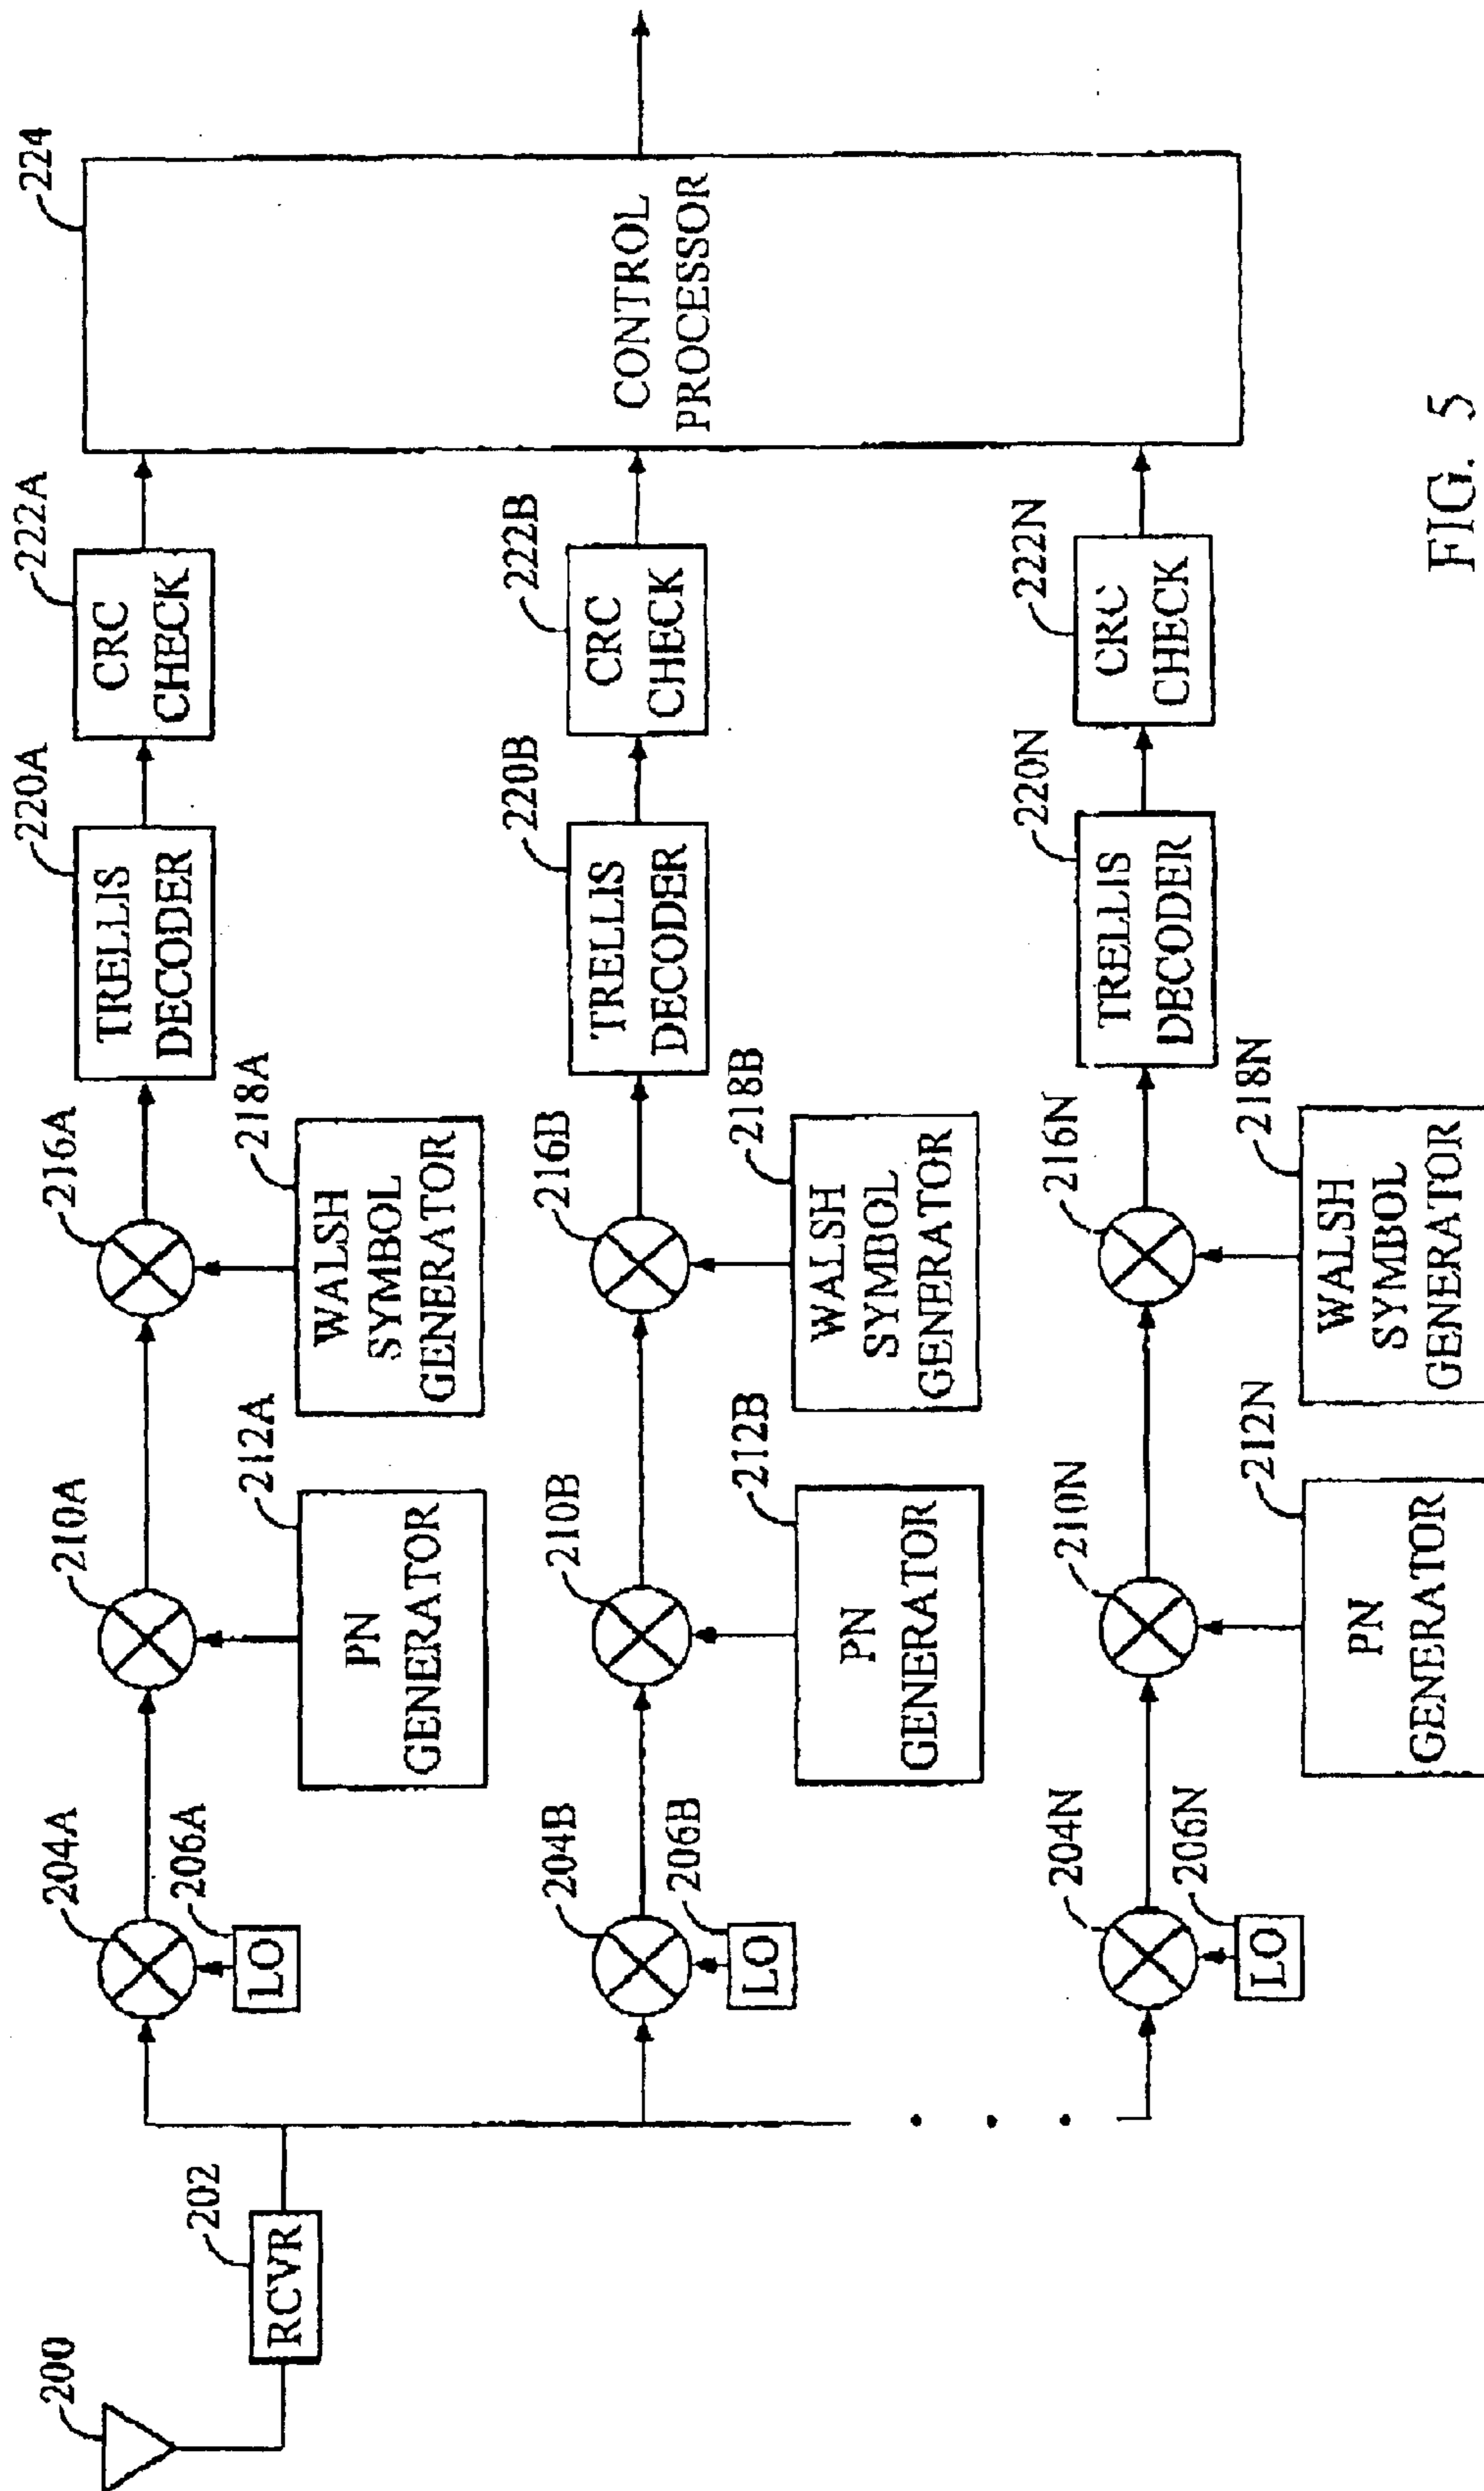 200
202
RCVR
204A
206A
LO
210A
212A
PN
GENERATOR
216A
218A
WALSH
SYMBOL
GENERATOR
220A
TRELLIS
DECODER
222A
CRC
CHECK
224
CONTROL
PROCESSOR
204B
206B
LO
210B
212B
PN
GENERATOR
216B
218B
WALSH
SYMBOL
GENERATOR
220B
TRELLIS
DECODER
222B
CRC
CHECK
204N
206N
LO
210N
212N
PN
GENERATOR
216N
218N
WALSH
SYMBOL
GENERATOR
220N
TRELLIS
DECODER
222N
CRC
CHECK
FIG. 5